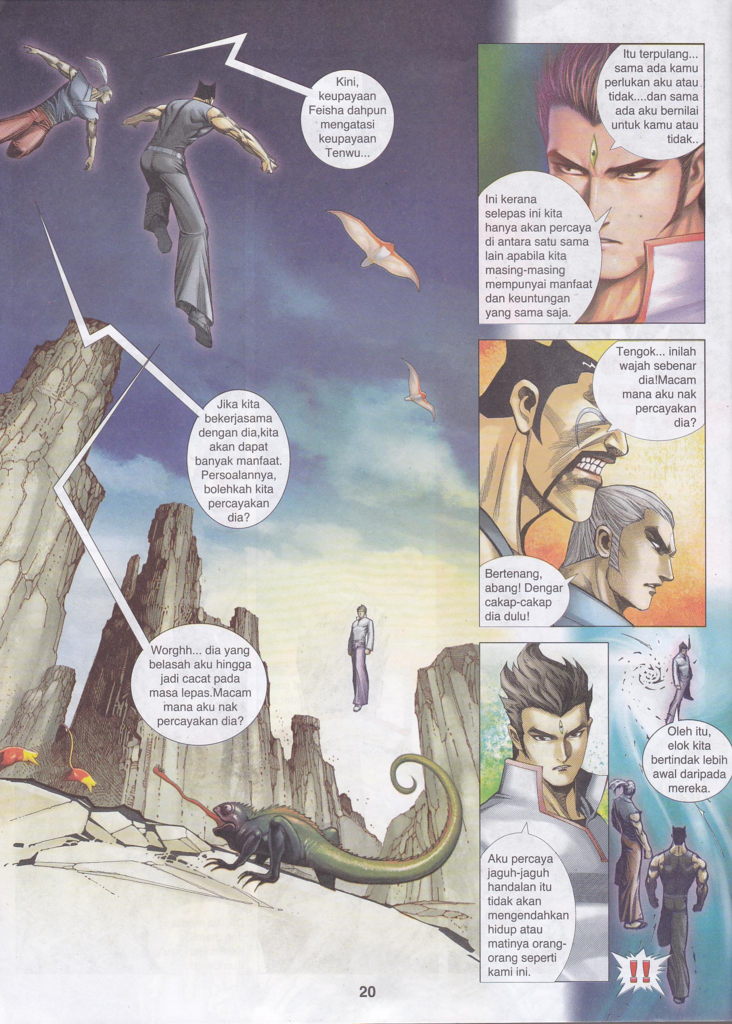 Kini,
keupayaan
Feisha dahpun
mengatasi
keupayaan
Tenwu...
Jika kita
bekerjasama
dengan dia,kita
akan dapat
banyak manfaat.
Persoalannya,
bolehkah kita
percayakan
dia?
Worghh... dia yang
belasah aku hingga
jadi cacat pada
masa lepas.Macam
mana aku nak
percayakan dia?
Itu terpulang...
sama ada kamu
perlukan aku atau
tidak....dan sama
ada aku bernilai
untuk kamu atau
tidak..
Ini kerana
selepas ini kita
hanya akan percaya
di antara satu sama
lain apabila kita
masing-masing
mempunyai manfaat
dan keuntungan
yang sama saja.
Tengok... inilah
wajah sebenar
dia!Macam
mana aku nak
percayakan
dia?
Bertenang,
abang! Dengar
cakap-cakap
dia dulu!
Oleh itu,
elok kita
bertindak lebih
awal daripada
mereka.
Aku percaya
jaguh-jaguh
handalan itu
tidak akan
mengendahkan
hidup atau
matinya orang-
orang seperti
kami ini.
!!
20